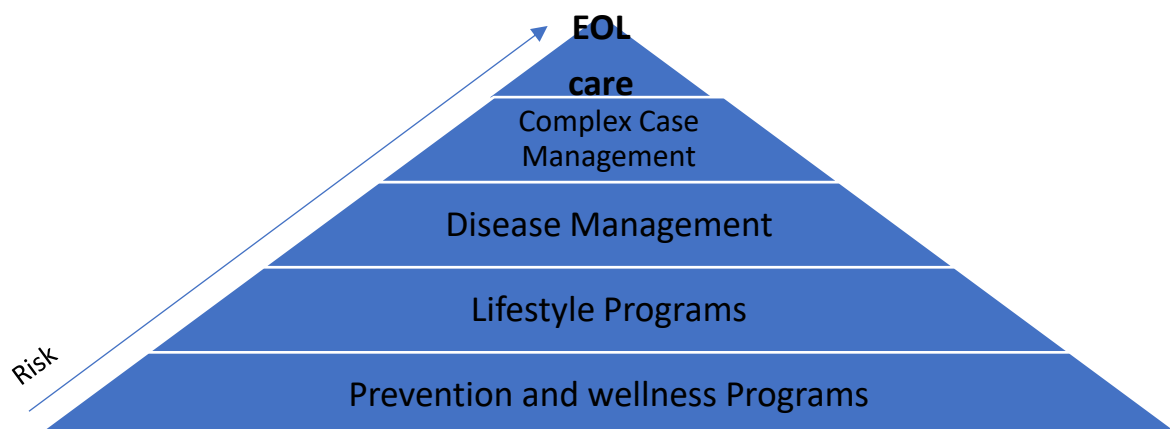 EOL
care
Complex Case
Management
Disease Management
Lifestyle Programs
Prevention and wellness Programs
Risk